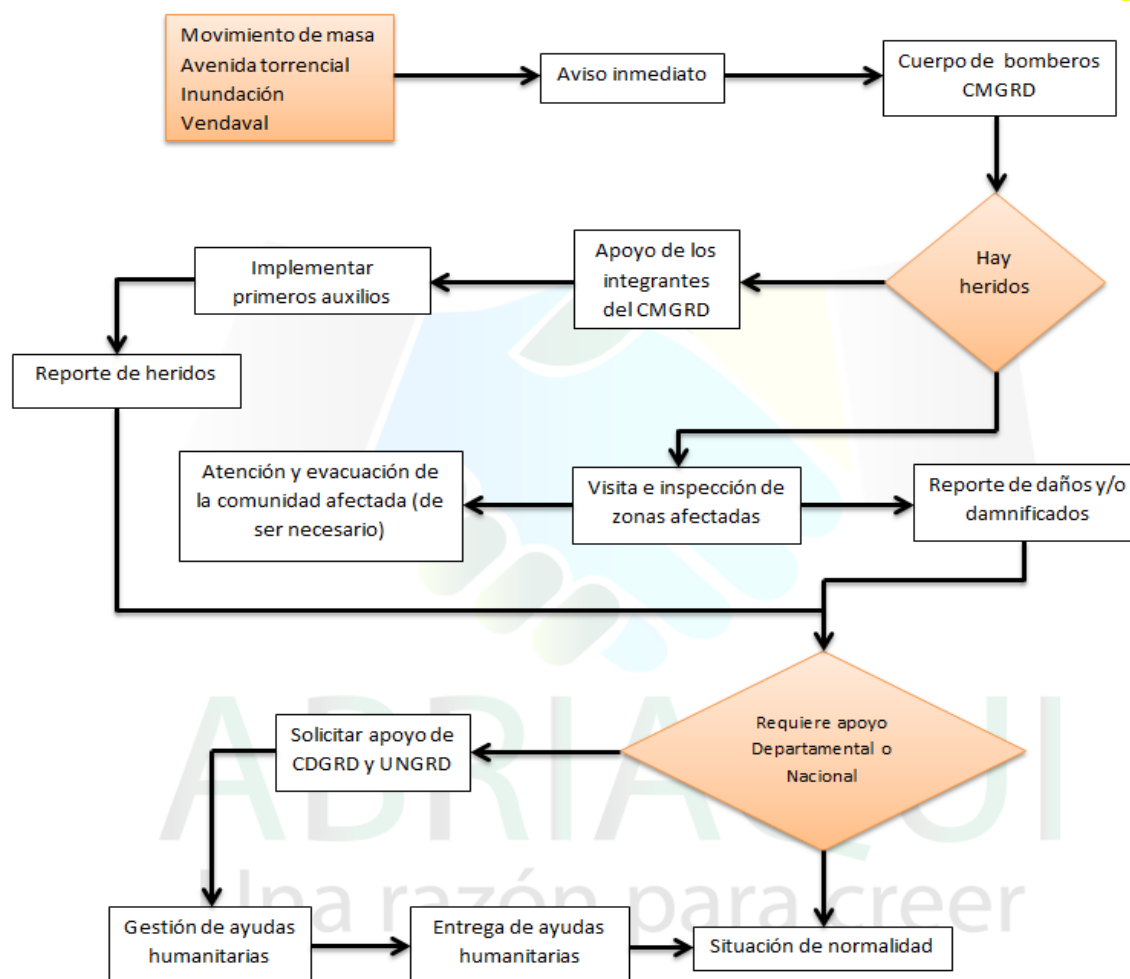 Movimiento de masa
Avenida torrencial
Inundación
Vendaval
Aviso inmediato
Cuerpo de bomberos
CMGRD
Hay
heridos
Apoyo de los
integrantes
del CMGRD
Implementar
primeros auxilios
Reporte de heridos
Atención y evacuación de
la comunidad afectada (de
ser necesario)
Visita e inspección de
zonas afectadas
Reporte de daños y/o
damnificados
Requiere apoyo
Departamental o
Nacional
Solicitar apoyo de
CDGRD y UNGRD
ABRIAQUI
Una razón para creer
Gestión de ayudas
humanitarias
Entrega de ayudas
humanitarias
Situación de normalidad